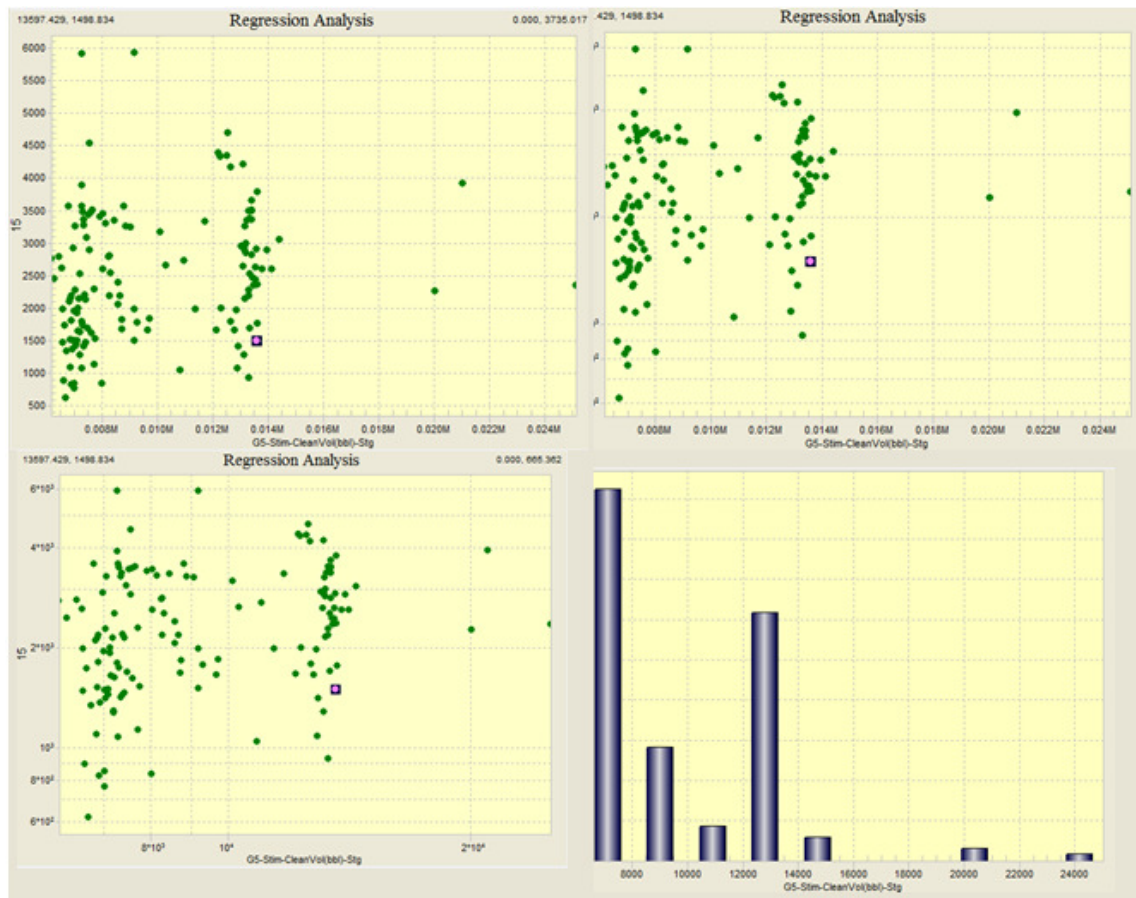 13597.429, 1498.834 Regression Analysis 0.000, 3735.017
6000
5500
5000
4500
4000
3500
3000
2500
2000
1500
1000
500
15
0.008M 0.010M 0.012M 0.014M 0.016M 0.018M 0.020M 0.022M 0.024M
G5-Stim-CleanVol(bbl)-Stg
.429, 1498.834 Regression Analysis
0.008M 0.010M 0.012M 0.014M 0.016M 0.018M 0.020M 0.022M 0.024M
G5-Stim-CleanVol(bbl)-Stg
13597.429, 1498.834 Regression Analysis 0.000, 665.362
6*10³
4*10³
2*10³
10³
8*10²
6*10²
15
8*10³ 10⁴ 2*10⁴
G5-Stim-CleanVol(bbl)-Stg
8000 10000 12000 14000 16000 18000 20000 22000 24000
G5-Stim-CleanVol(bbl)-Stg